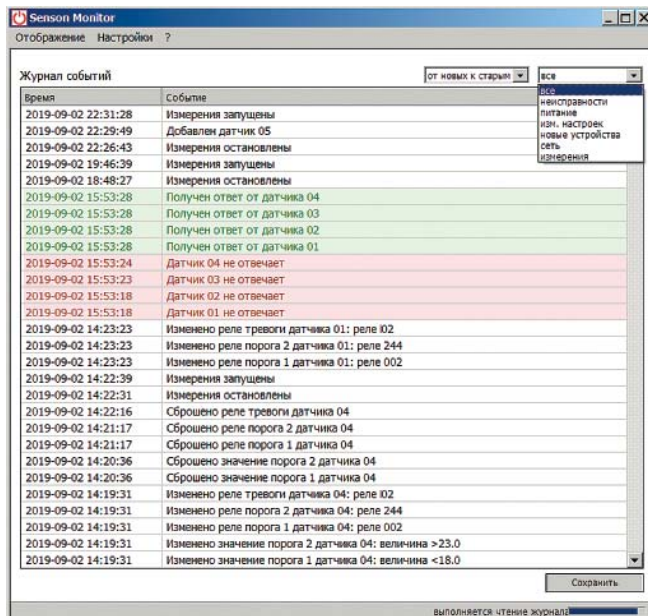 Senson Monitor
Отображение Настройки ?
Журнал событий
от новых к старым
все
Время Событие
все
неисправности
питание
изм. настроек
новые устройства
сеть
измерения
2019-09-02 22:31:28 Измерения запущены
2019-09-02 22:29:49 Добавлен датчик 05
2019-09-02 22:26:43 Измерения остановлены
2019-09-02 19:46:39 Измерения запущены
2019-09-02 18:48:27 Измерения остановлены
2019-09-02 15:53:28 Получен ответ от датчика 04
2019-09-02 15:53:28 Получен ответ от датчика 03
2019-09-02 15:53:28 Получен ответ от датчика 02
2019-09-02 15:53:28 Получен ответ от датчика 01
2019-09-02 15:53:24 Датчик 04 не отвечает
2019-09-02 15:53:23 Датчик 03 не отвечает
2019-09-02 15:53:18 Датчик 02 не отвечает
2019-09-02 15:53:18 Датчик 01 не отвечает
2019-09-02 14:23:23 Изменено реле тревоги датчика 01: реле l02
2019-09-02 14:23:23 Изменено реле порога 2 датчика 01: реле 244
2019-09-02 14:23:23 Изменено реле порога 1 датчика 01: реле 002
2019-09-02 14:22:39 Измерения запущены
2019-09-02 14:22:31 Измерения остановлены
2019-09-02 14:22:16 Сброшено реле тревоги датчика 04
2019-09-02 14:21:17 Сброшено реле порога 2 датчика 04
2019-09-02 14:21:17 Сброшено реле порога 1 датчика 04
2019-09-02 14:20:36 Сброшено значение порога 2 датчика 04
2019-09-02 14:20:36 Сброшено значение порога 1 датчика 04
2019-09-02 14:19:31 Изменено реле тревоги датчика 04: реле l02
2019-09-02 14:19:31 Изменено реле порога 2 датчика 04: реле 244
2019-09-02 14:19:31 Изменено реле порога 1 датчика 04: реле 002
2019-09-02 14:19:31 Изменено значение порога 2 датчика 04: величина >23.0
2019-09-02 14:19:31 Изменено значение порога 1 датчика 04: величина <18.0
Сохранить
выполняется чтение журнала